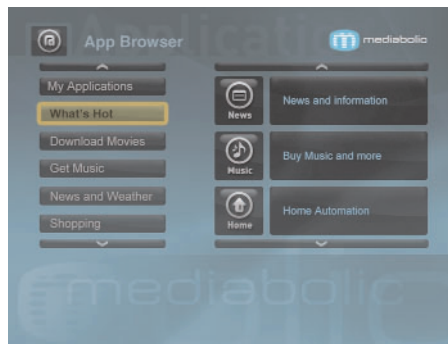 App Browser
mediabolic
My Applications
What's Hot
Download Movies
Get Music
News and Weather
Shopping
News
News and information
Music
Buy Music and more
Home
Home Automation
mediabolic